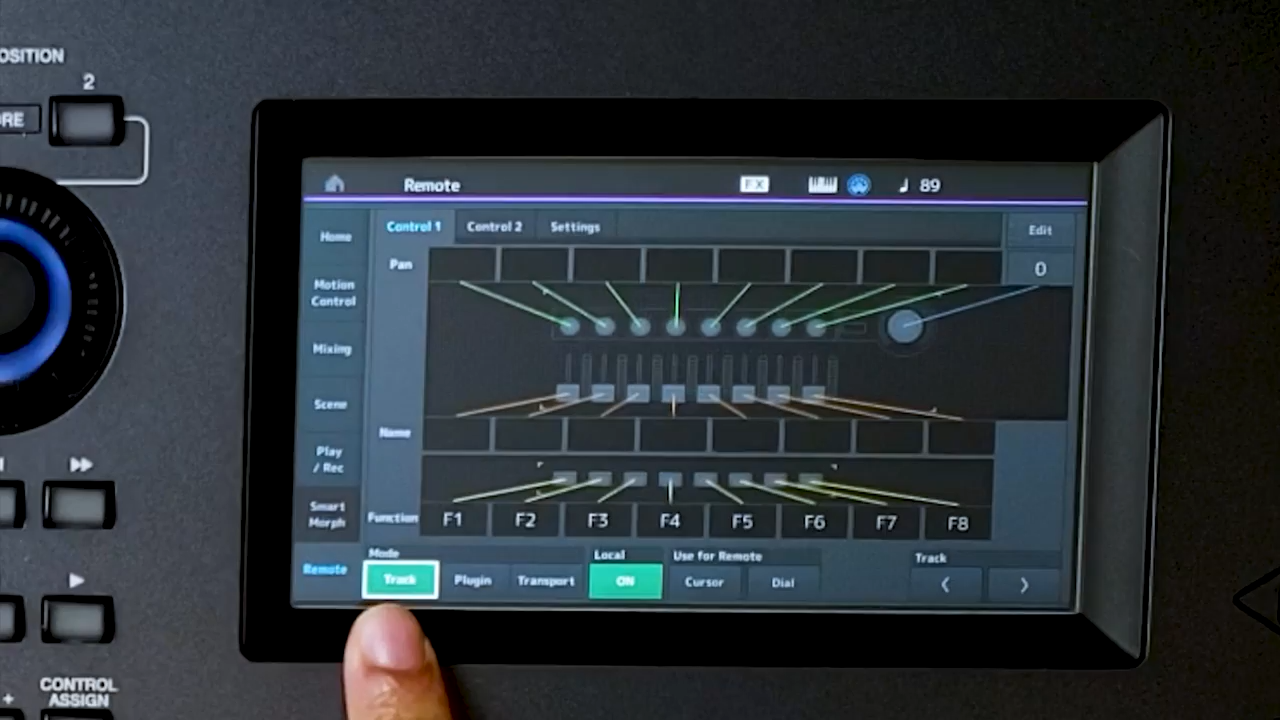 OSITION
2
ORE
Remote
FX
89
Control 1 Control 2 Settings
Edit
Home
Pan
0
Motion
Control
Mixing
Scene
Name
Play
/ Rec
Smart
Morph
Function F1 F2 F3 F4 F5 F6 F7 F8
Mode Local Use for Remote Track
Remote
Track Plugin Transport ON Cursor Dial
CONTROL
ASSIGN